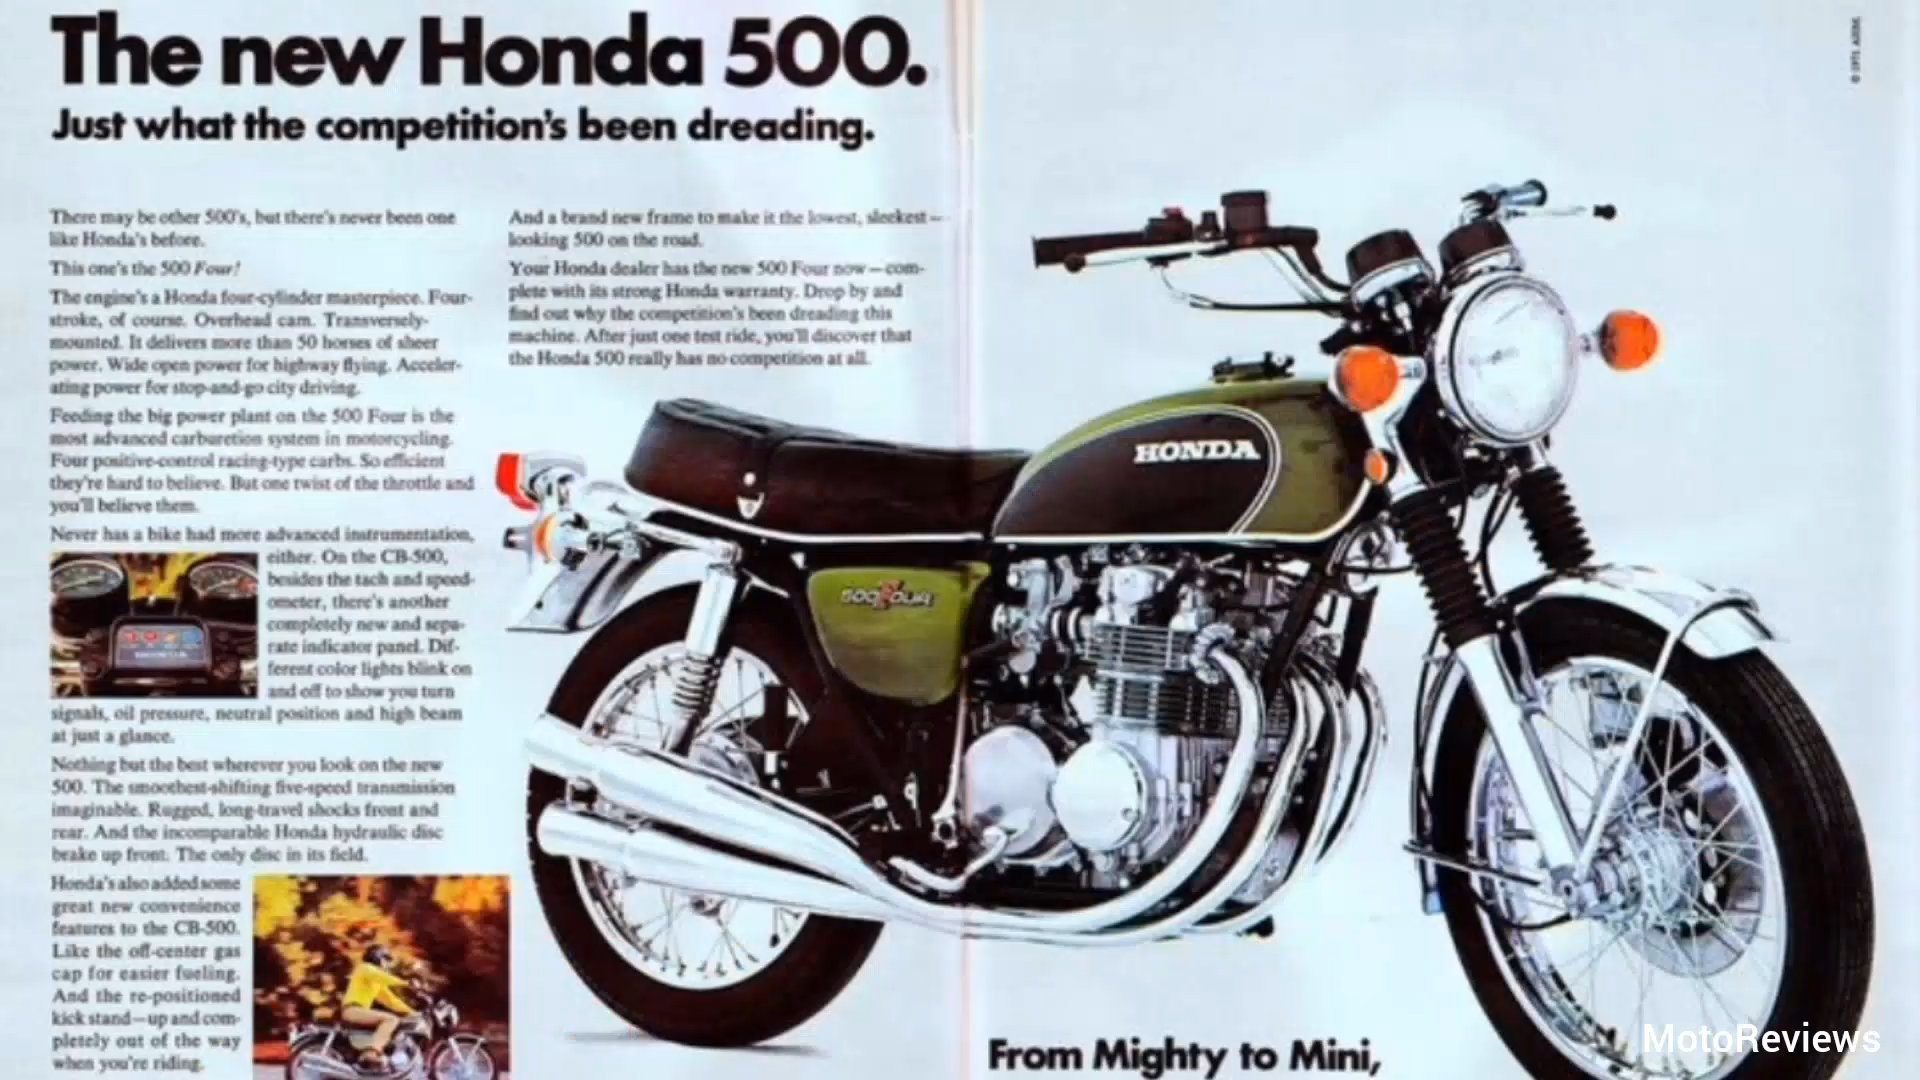 The new Honda 500.
Just what the competition's been dreading.
There may be other 500's, but there's never been one
like Honda's before.
This one's the 500 Four!
The engine's a Honda four-cylinder masterpiece. Four-
stroke, of course. Overhead cam. Transversely-
mounted. It delivers more than 50 horses of sheer
power. Wide open power for highway flying. Acceler-
ating power for stop-and-go city driving.
Feeding the big power plant on the 500 Four is the
most advanced carburetion system in motorcycling.
Four positive-control racing-type carbs. So efficient
they're hard to believe. But one twist of the throttle and
you'll believe them.
Never has a bike had more advanced instrumentation,
either. On the CB-500,
besides the tach and speed-
ometer, there's another
completely new and sepa-
rate indicator panel. Dif-
ferent color lights blink on
and off to show you turn
signals, oil pressure, neutral position and high beam
at just a glance.
Nothing but the best wherever you look on the new
500. The smoothest-shifting five-speed transmission
imaginable. Rugged, long-travel shocks front and
rear. And the incomparable Honda hydraulic disc
brake up front. The only disc in its field.
Honda's also added some
great new convenience
features to the CB-500.
Like the off-center gas
cap for easier fueling.
And the re-positioned
kick stand—up and com-
pletely out of the way
when you're riding.
And a brand new frame to make it the lowest, sleekest—
looking 500 on the road.
Your Honda dealer has the new 500 Four now—com-
plete with its strong Honda warranty. Drop by and
find out why the competition's been dreading this
machine. After just one test ride, you'll discover that
the Honda 500 really has no competition at all.
HONDA
500 FOUR
HONDA
From Mighty to Mini,
MotoReviews